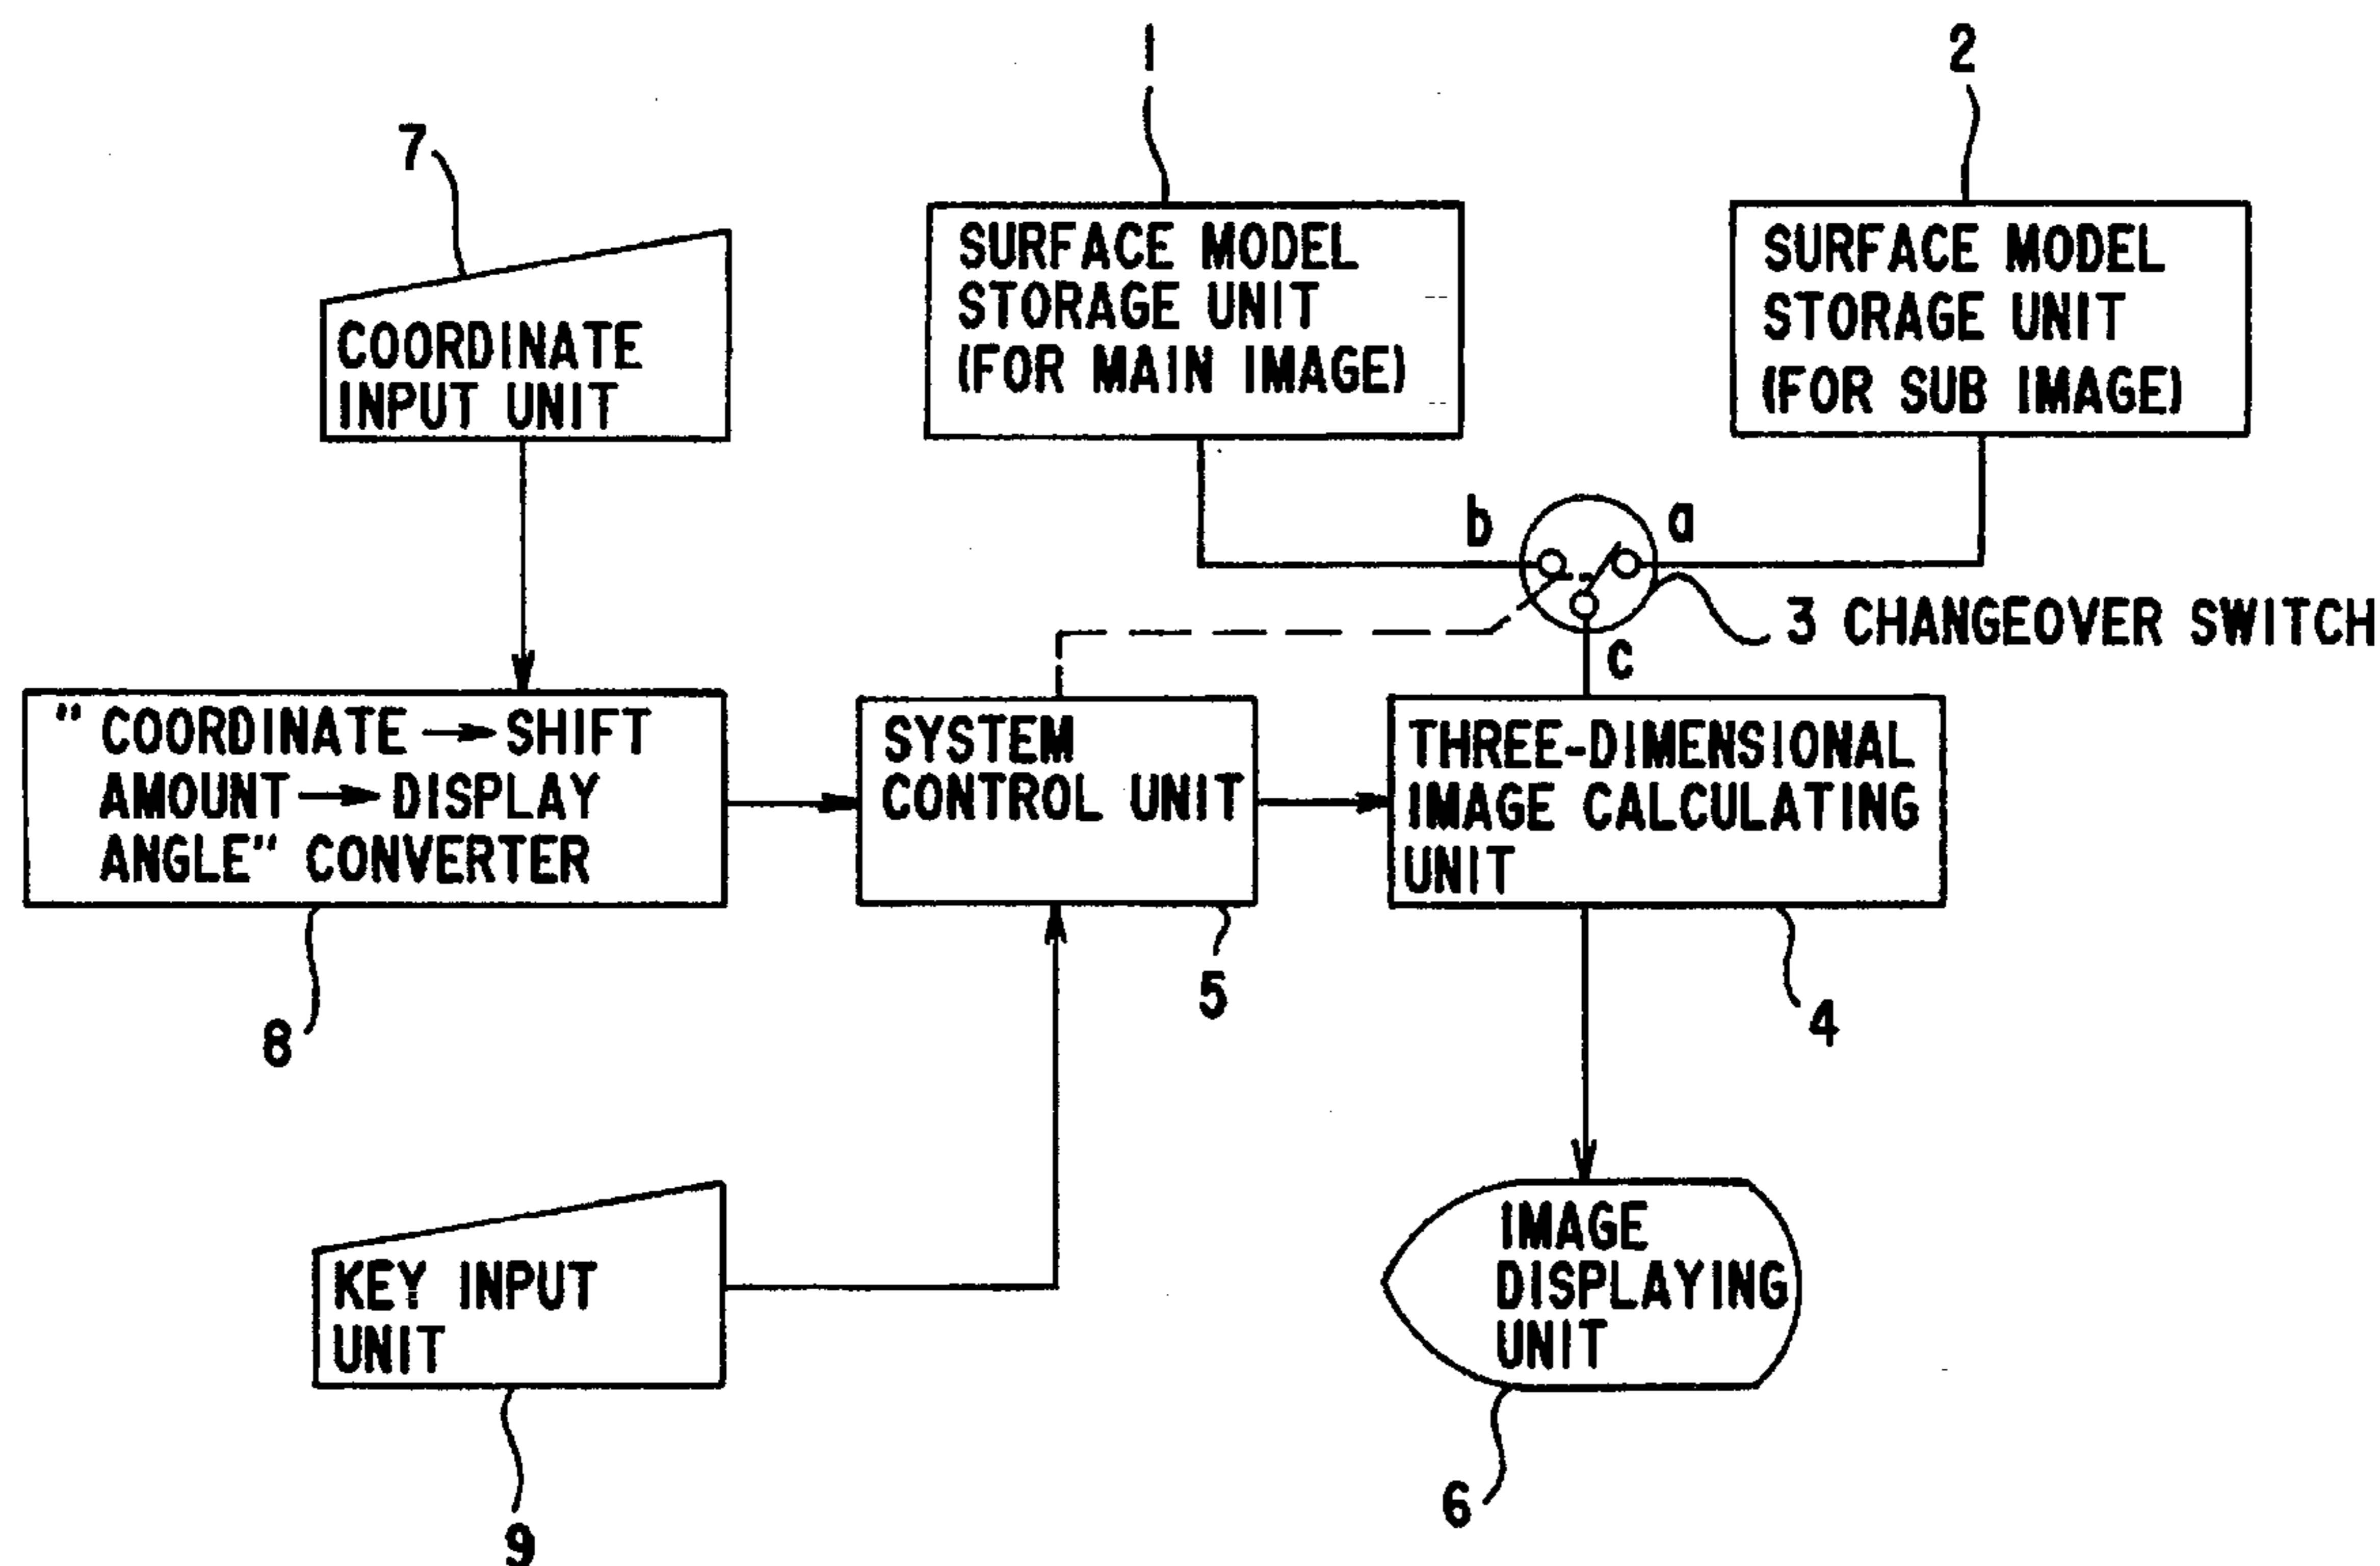 1
2
7
SURFACE MODEL
STORAGE UNIT
(FOR MAIN IMAGE)
SURFACE MODEL
STORAGE UNIT
(FOR SUB IMAGE)
COORDINATE
INPUT UNIT
b
a
3 CHANGEOVER SWITCH
c
" COORDINATE → SHIFT
AMOUNT → DISPLAY
ANGLE" CONVERTER
SYSTEM
CONTROL UNIT
THREE-DIMENSIONAL
IMAGE CALCULATING
UNIT
8
5
4
KEY INPUT
UNIT
IMAGE
DISPLAYING
UNIT
9
6